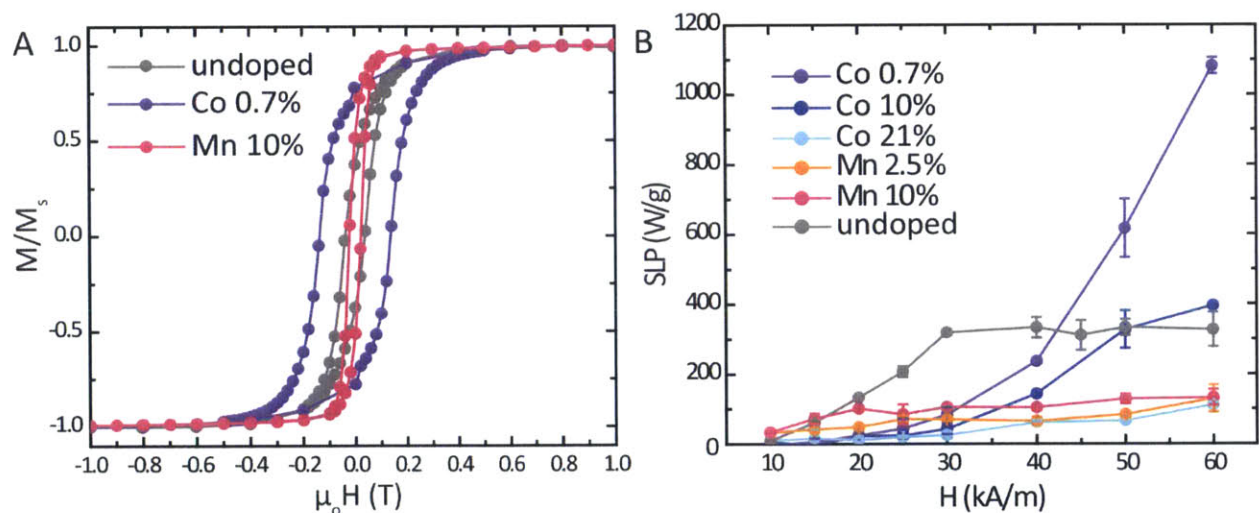 A
undoped
Co 0.7%
Mn 10%
1.0
0.5
0.0
-0.5
-1.0
M/Mₛ
-1.0 -0.8 -0.6 -0.4 -0.2 0.0 0.2 0.4 0.6 0.8 1.0
μₒH (T)
B
Co 0.7%
Co 10%
Co 21%
Mn 2.5%
Mn 10%
undoped
1200
1000
800
600
400
200
0
SLP (W/g)
10 20 30 40 50 60
H (kA/m)